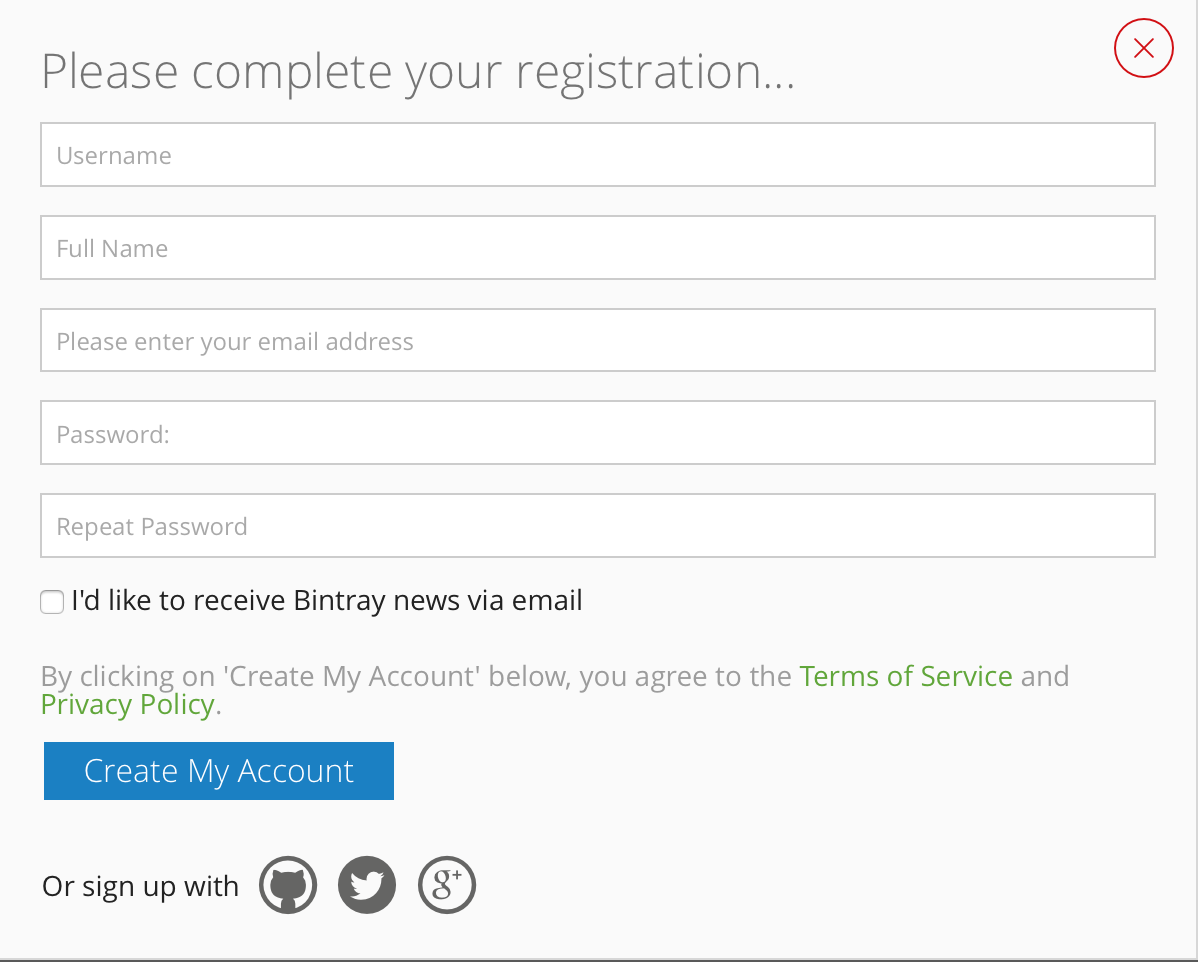 Please complete your registration...
Username
Full Name
Please enter your email address
Password:
Repeat Password
I'd like to receive Bintray news via email
By clicking on 'Create My Account' below, you agree to the Terms of Service and
Privacy Policy.
Create My Account
Or sign up with
g+